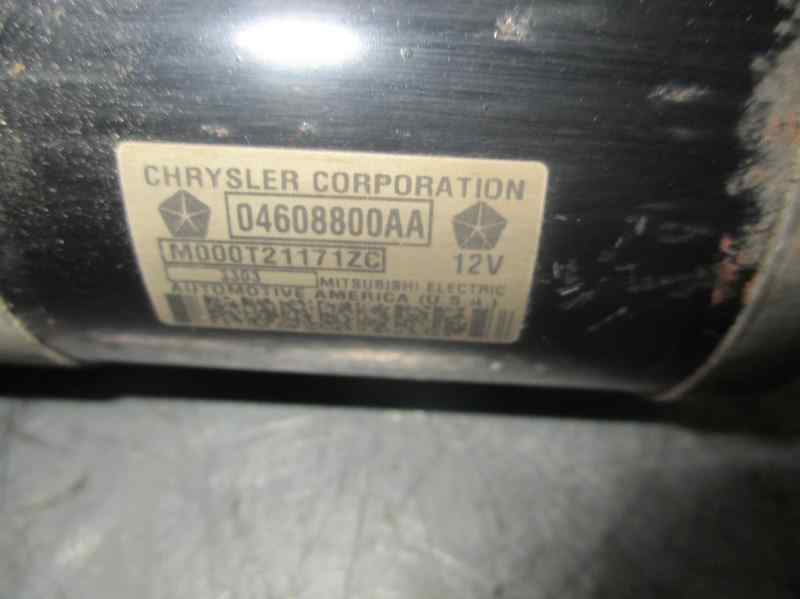 CHRYSLER CORPORATION
04608800AA
M000T21171ZC 12V
MITSUBISHI ELECTRIC
AUTOMOTIVE AMERICA (U.S.A.)